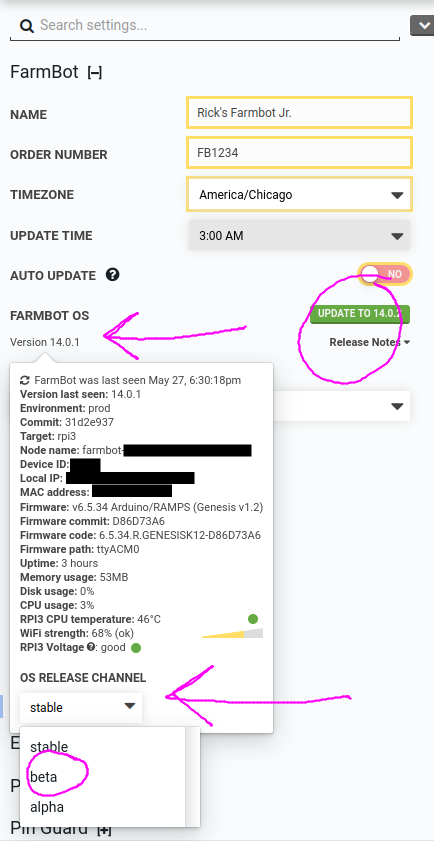 Search settings...
FarmBot [–]
NAME Rick's Farmbot Jr.
ORDER NUMBER FB1234
TIMEZONE America/Chicago
UPDATE TIME 3:00 AM
AUTO UPDATE ? NO
FARMBOT OS UPDATE TO 14.0.2
Version 14.0.1 Release Notes
FarmBot was last seen May 27, 6:30:18pm
Version last seen: 14.0.1
Environment: prod
Commit: 31d2e937
Target: rpi3
Node name: farmbot-
Device ID:
Local IP:
MAC address:
Firmware: v6.5.34 Arduino/RAMPS (Genesis v1.2)
Firmware commit: D86D73A6
Firmware code: 6.5.34.R.GENESISK12-D86D73A6
Firmware path: ttyACM0
Uptime: 3 hours
Memory usage: 53MB
Disk usage: 0%
CPU usage: 3%
RPI3 CPU temperature: 46°C
WiFi strength: 68% (ok)
RPI3 Voltage ?: good
OS RELEASE CHANNEL
stable
stable
beta
alpha
Pin Guard [+]